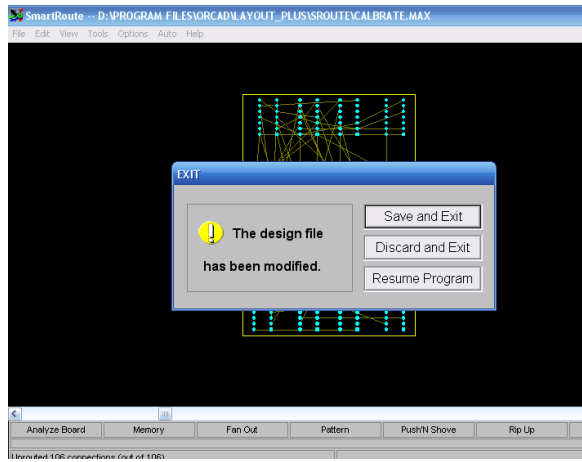 SmartRoute -- D:\PROGRAM FILES\ORCAD\LAYOUT_PLUS\SROUTE\CALBRATE.MAX
File Edit View Tools Options Auto Help
EXIT
The design file
has been modified.
Save and Exit
Discard and Exit
Resume Program
Analyze Board Memory Fan Out Pattern Push'N Shove Rip Up
Unrouted 106 connections (out of 106)